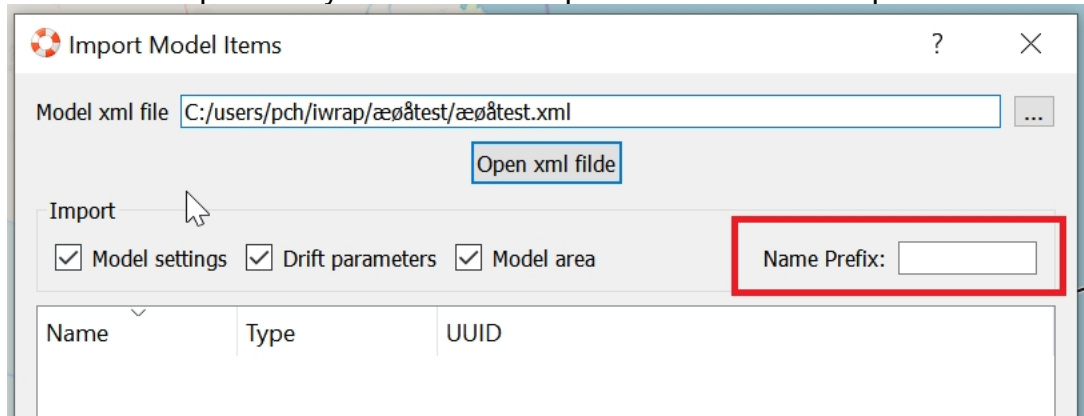 Import Model Items ?
Model xml file C:/users/pch/iwrap/æøåtest/æøåtest.xml ...
Open xml filde
Import
Model settings Drift parameters Model area Name Prefix:
Name Type UUID